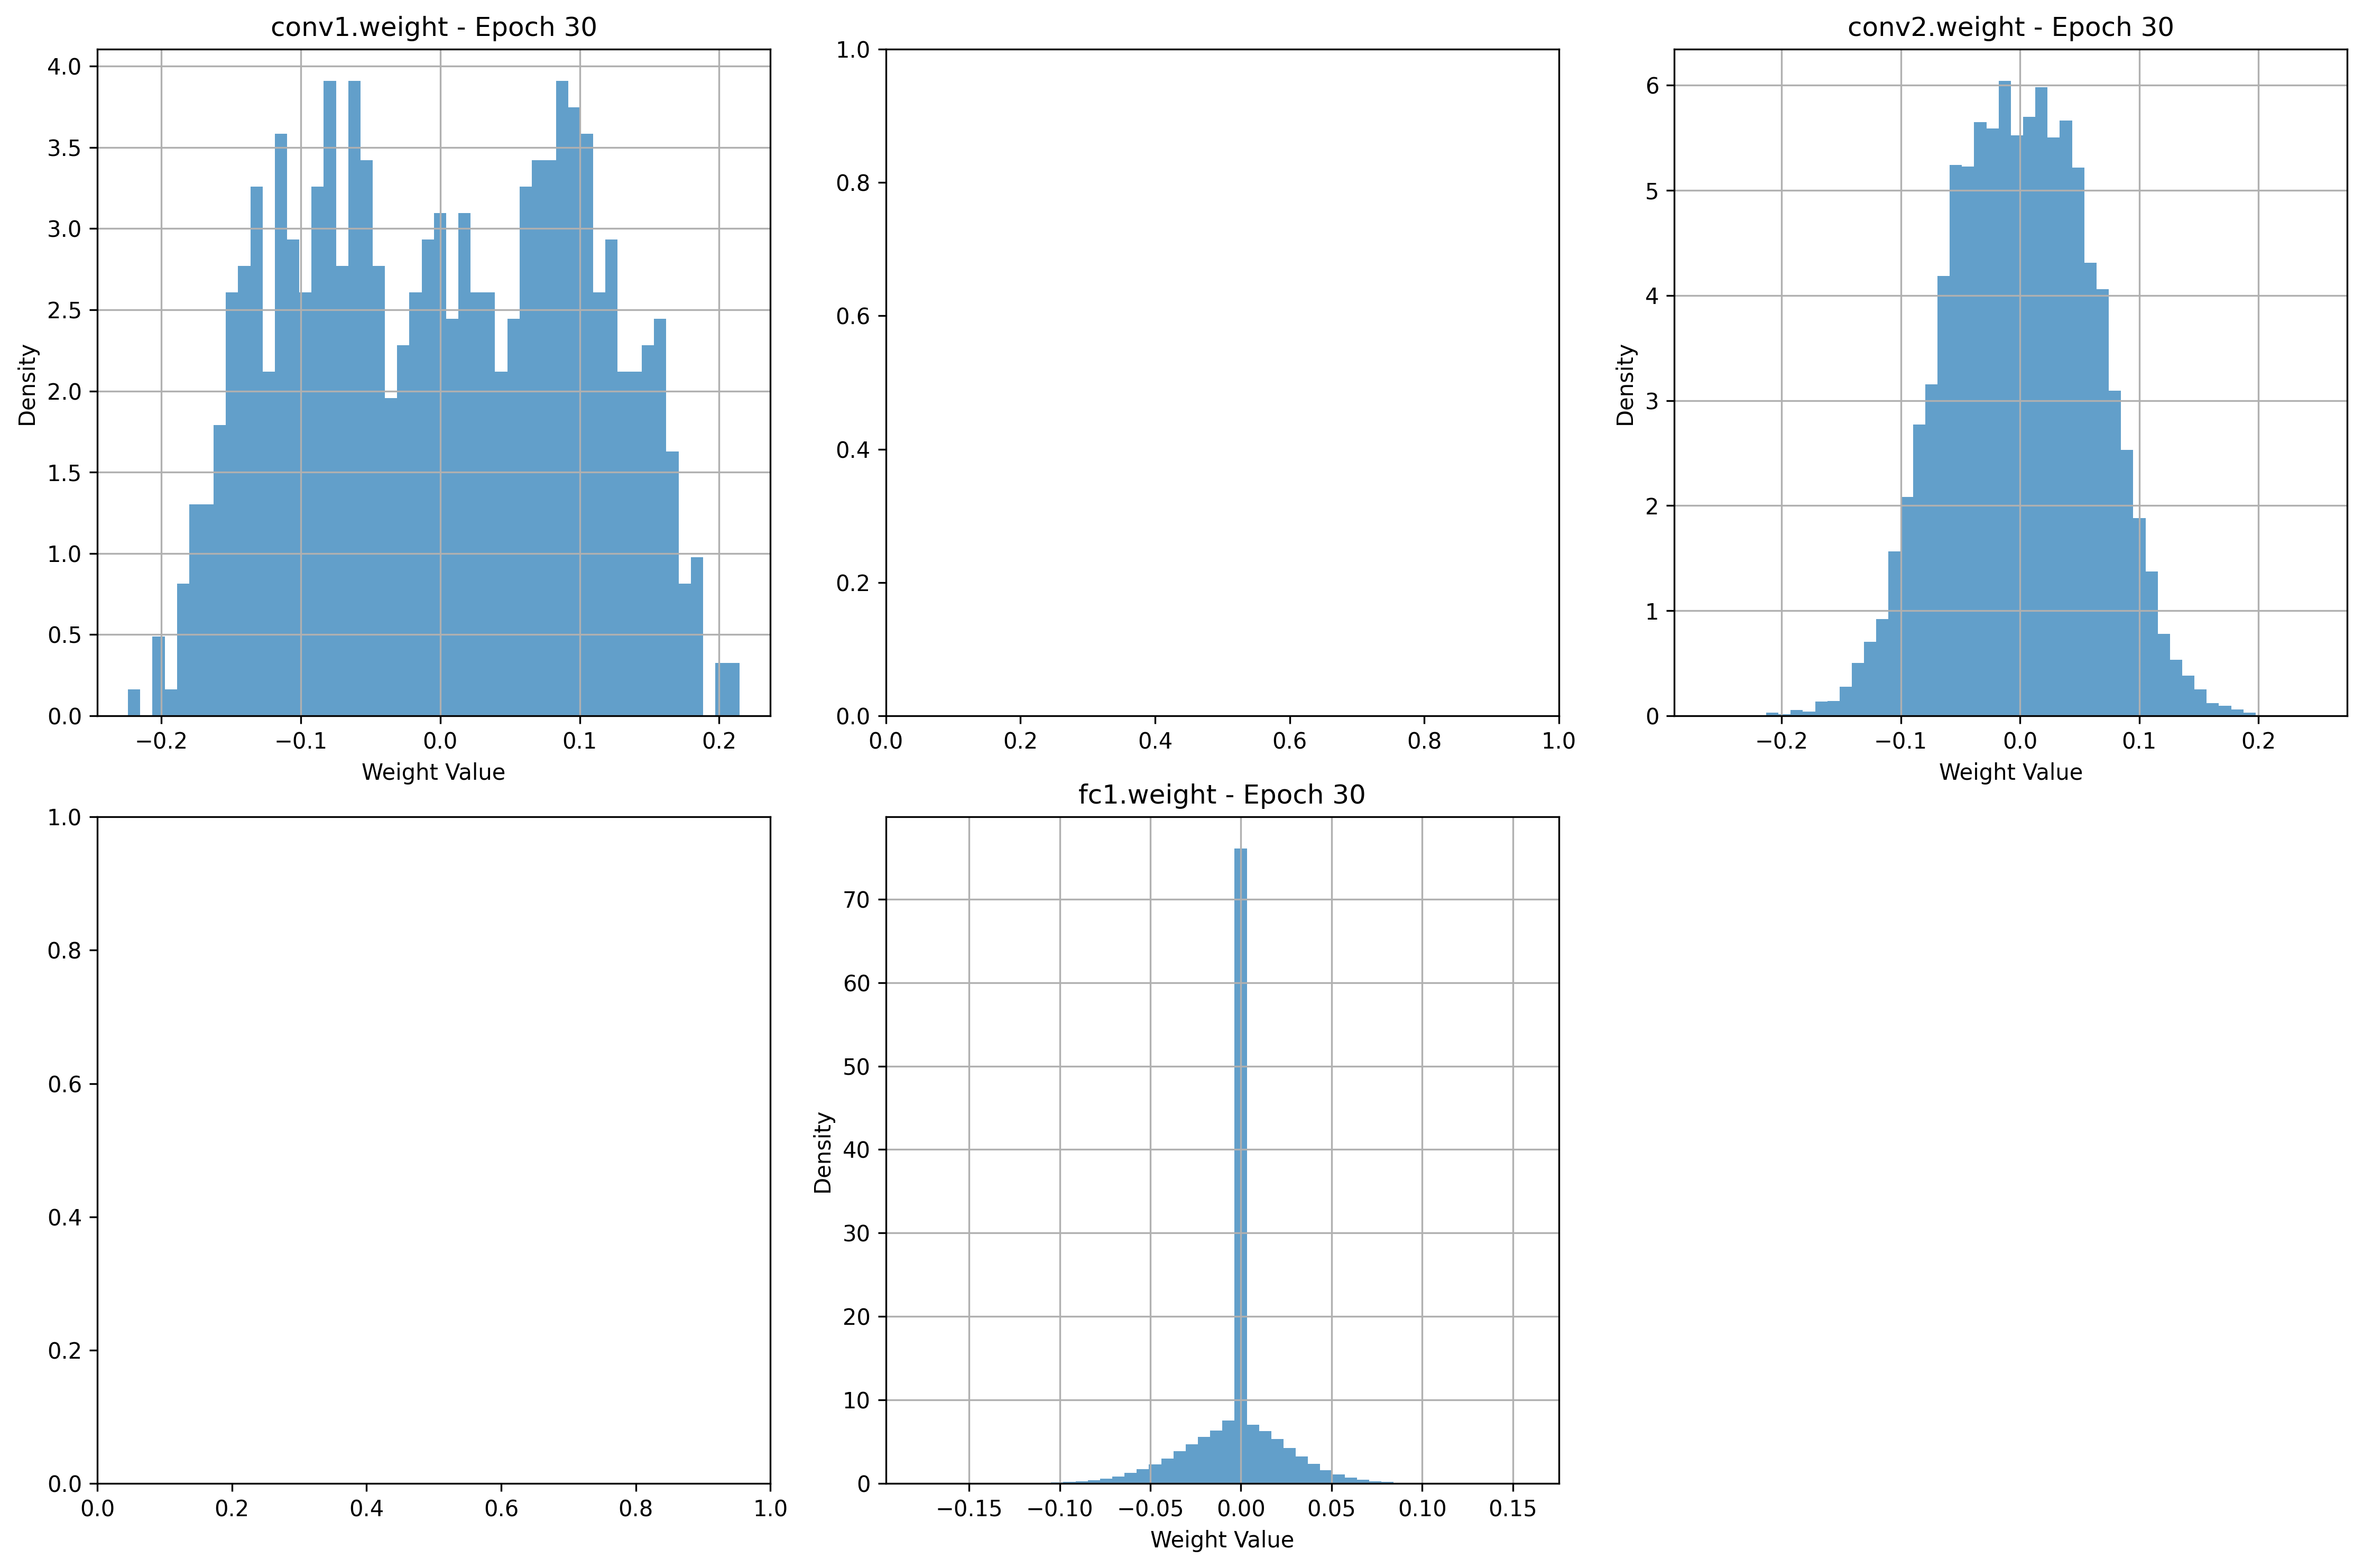 conv1.weight - Epoch 30
4.0
3.5
3.0
2.5
2.0
1.5
1.0
0.5
0.0
Density
−0.2 −0.1 0.0 0.1 0.2
Weight Value
1.0
0.8
0.6
0.4
0.2
0.0
0.0 0.2 0.4 0.6 0.8 1.0
conv2.weight - Epoch 30
6
5
4
3
2
1
0
Density
−0.2 −0.1 0.0 0.1 0.2
Weight Value
1.0
0.8
0.6
0.4
0.2
0.0
0.0 0.2 0.4 0.6 0.8 1.0
fc1.weight - Epoch 30
70
60
50
40
30
20
10
0
Density
−0.15 −0.10 −0.05 0.00 0.05 0.10 0.15
Weight Value